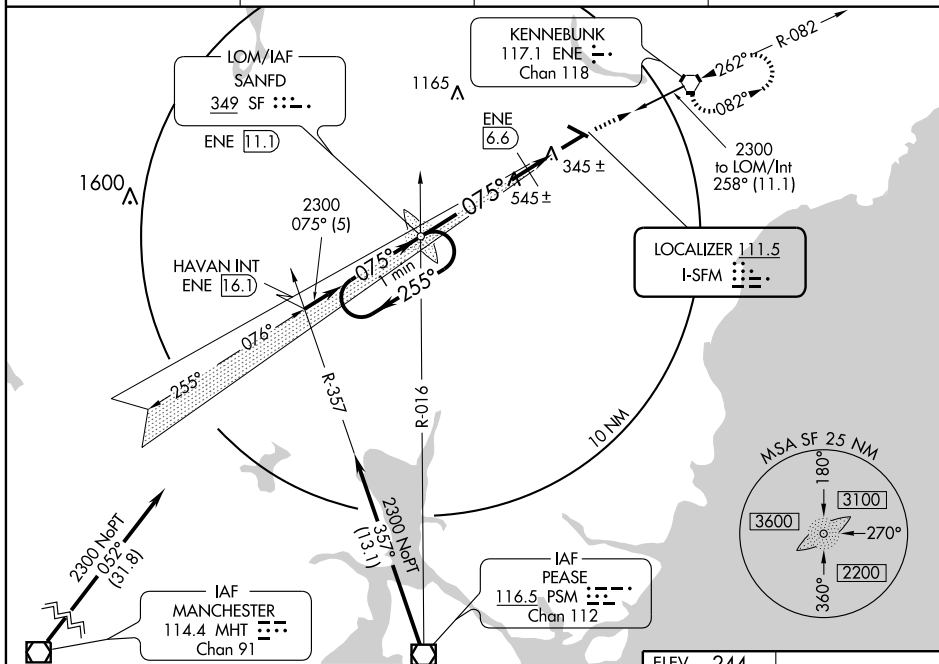 LOM/IAF
SANFD
349 SF
ENE 11.1
KENNEBUNK
117.1 ENE
Chan 118
R-082
262°
082°
1165
ENE
6.6
1600
2300
075° (5)
075°
545 ±
345 ±
2300
to LOM/Int
258° (11.1)
HAVAN INT
ENE 16.1
075°
1 min
255°
LOCALIZER 111.5
I-SFM
076°
255°
R-357
R-016
10 NM
MSA SF 25 NM
180°
3100
3600
270°
2200
360°
2300 NoPT
052°
(31.8)
2300 NoPT
357°
(13.1)
IAF
MANCHESTER
114.4 MHT
Chan 91
IAF
PEASE
116.5 PSM
Chan 112
ELEV 244